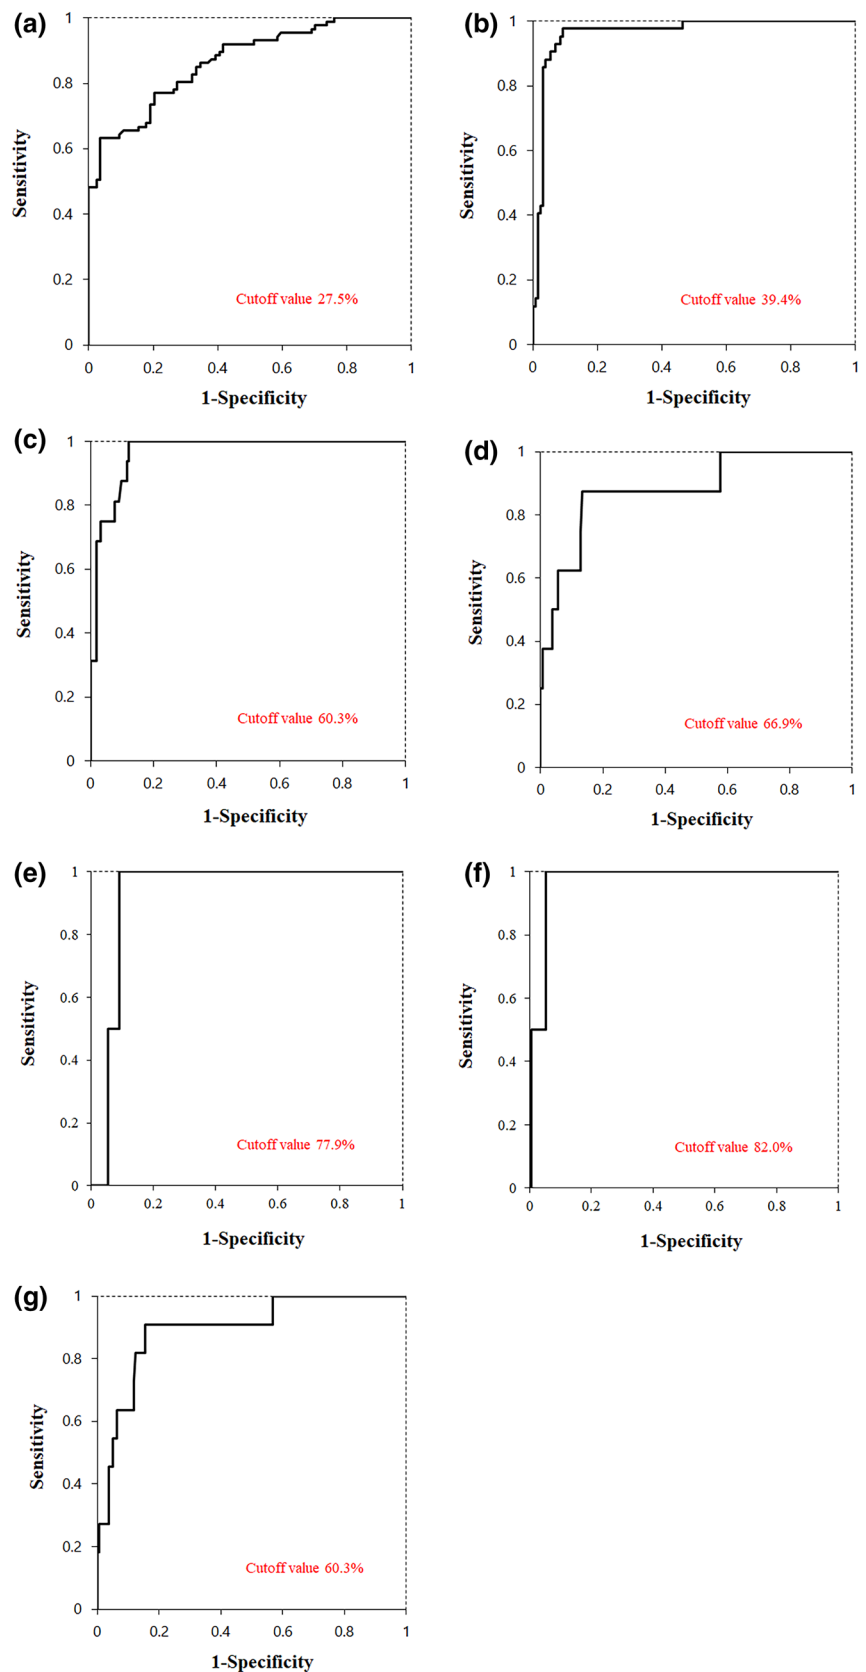 (a)
1
0.8
0.6
0.4
0.2
0
0 0.2 0.4 0.6 0.8 1
Sensitivity
1-Specificity
Cutoff value 27.5%
(b)
1
0.8
0.6
0.4
0.2
0
0 0.2 0.4 0.6 0.8 1
Sensitivity
1-Specificity
Cutoff value 39.4%
(c)
1
0.8
0.6
0.4
0.2
0
0 0.2 0.4 0.6 0.8 1
Sensitivity
1-Specificity
Cutoff value 60.3%
(d)
1
0.8
0.6
0.4
0.2
0
0 0.2 0.4 0.6 0.8 1
Sensitivity
1-Specificity
Cutoff value 66.9%
(e)
1
0.8
0.6
0.4
0.2
0
0 0.2 0.4 0.6 0.8 1
Sensitivity
1-Specificity
Cutoff value 77.9%
(f)
1
0.8
0.6
0.4
0.2
0
0 0.2 0.4 0.6 0.8 1
Sensitivity
1-Specificity
Cutoff value 82.0%
(g)
1
0.8
0.6
0.4
0.2
0
0 0.2 0.4 0.6 0.8 1
Sensitivity
1-Specificity
Cutoff value 60.3%